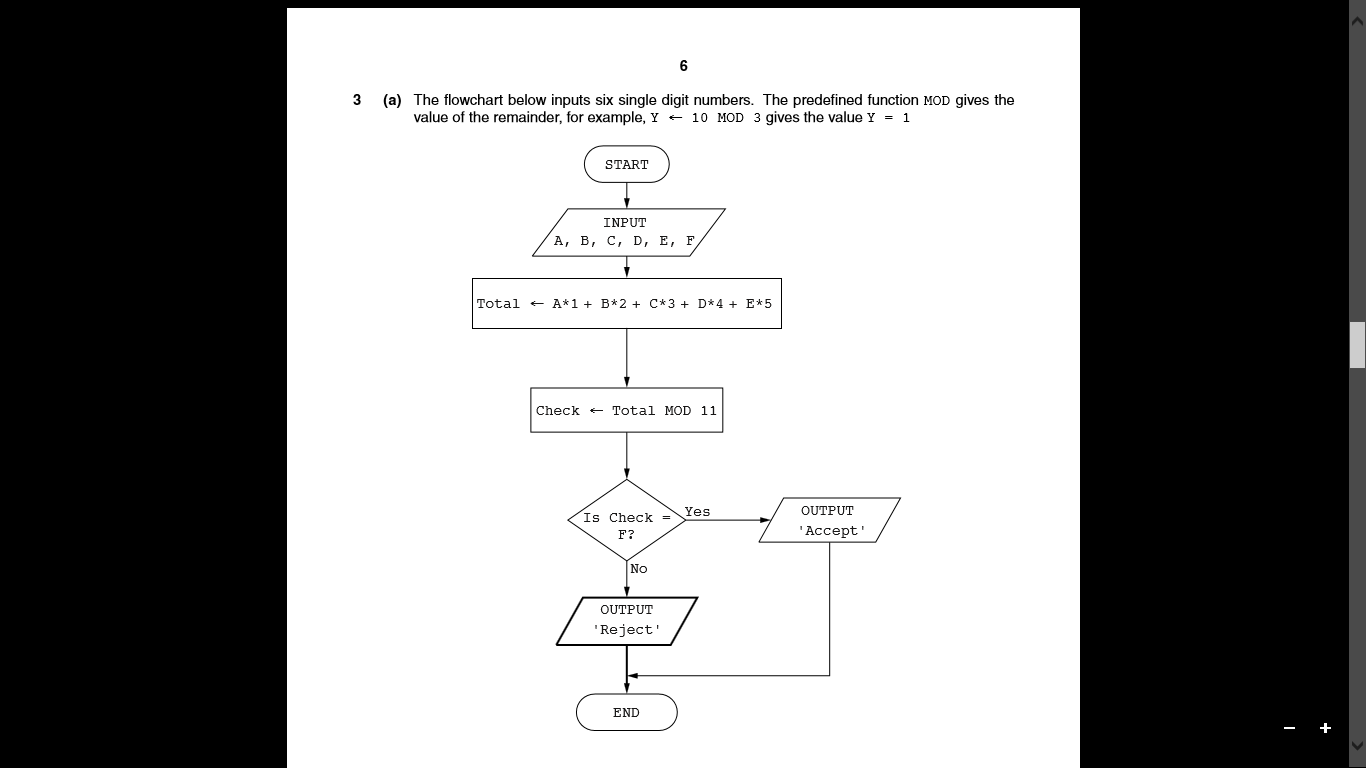 6
3 (a) The flowchart below inputs six single digit numbers. The predefined function MOD gives the
value of the remainder, for example, Y ← 10 MOD 3 gives the value Y = 1
START
INPUT
A, B, C, D, E, F
Total ← A*1 + B*2 + C*3 + D*4 + E*5
Check ← Total MOD 11
Is Check =
F?
Yes
OUTPUT
'Accept'
No
OUTPUT
'Reject'
END